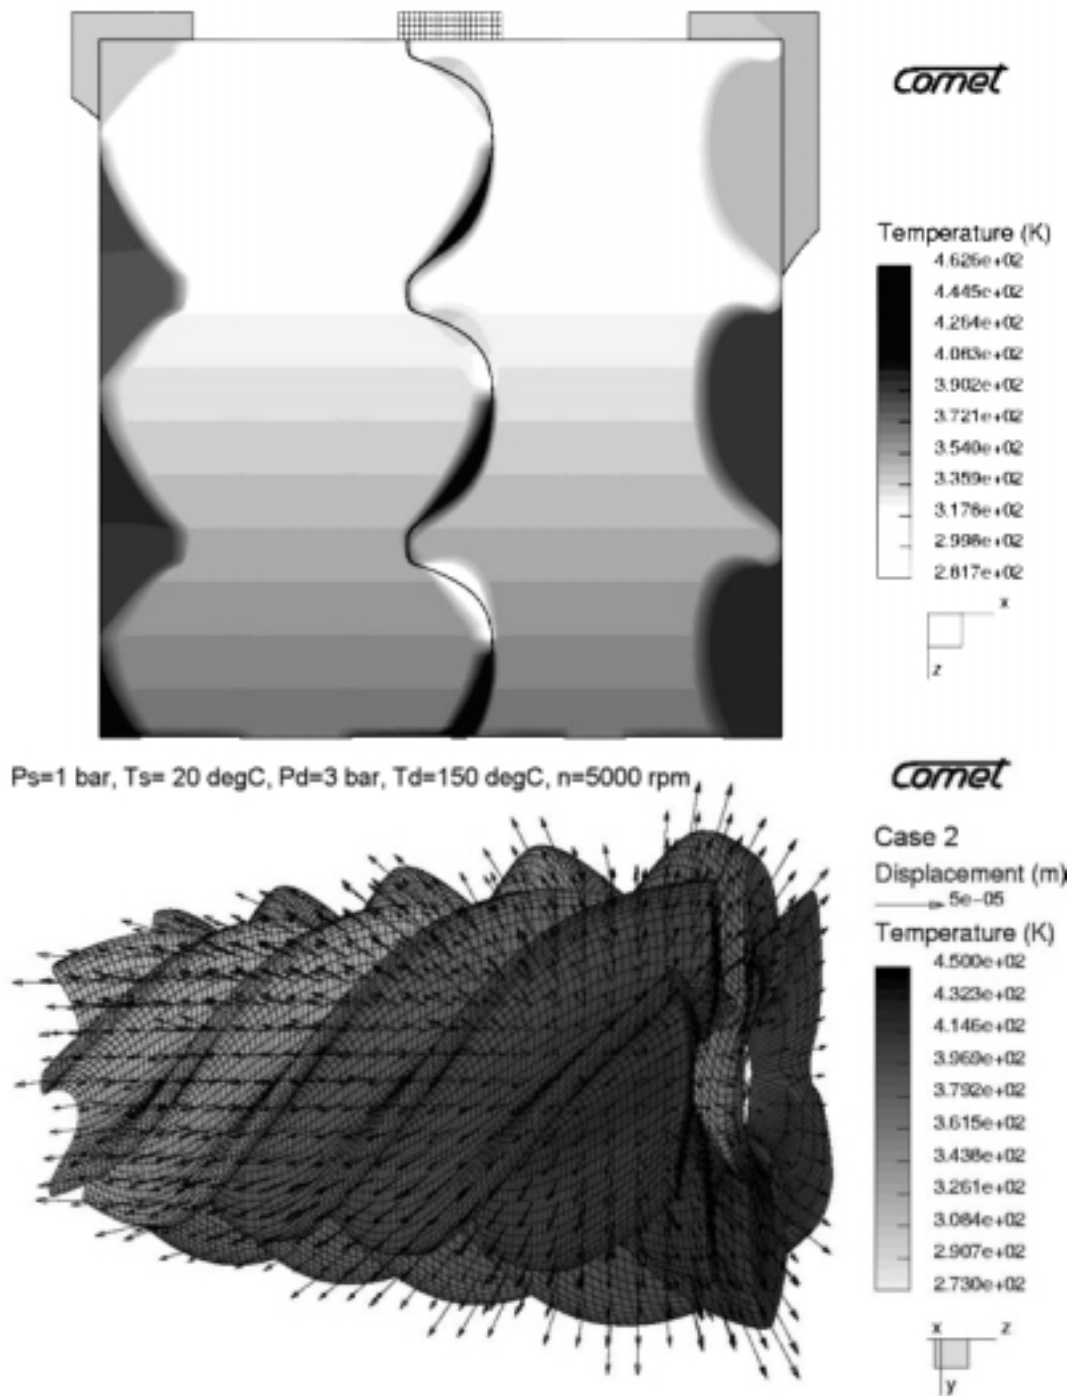 Comet
Temperature (K)
4.626e+02
4.445e+02
4.264e+02
4.083e+02
3.902e+02
3.721e+02
3.540e+02
3.359e+02
3.178e+02
2.998e+02
2.817e+02
x
z
Ps=1 bar, Ts= 20 degC, Pd=3 bar, Td=150 degC, n=5000 rpm
Comet
Case 2
Displacement (m)
5e-05
Temperature (K)
4.500e+02
4.323e+02
4.146e+02
3.969e+02
3.792e+02
3.615e+02
3.438e+02
3.261e+02
3.084e+02
2.907e+02
2.730e+02
x z
y